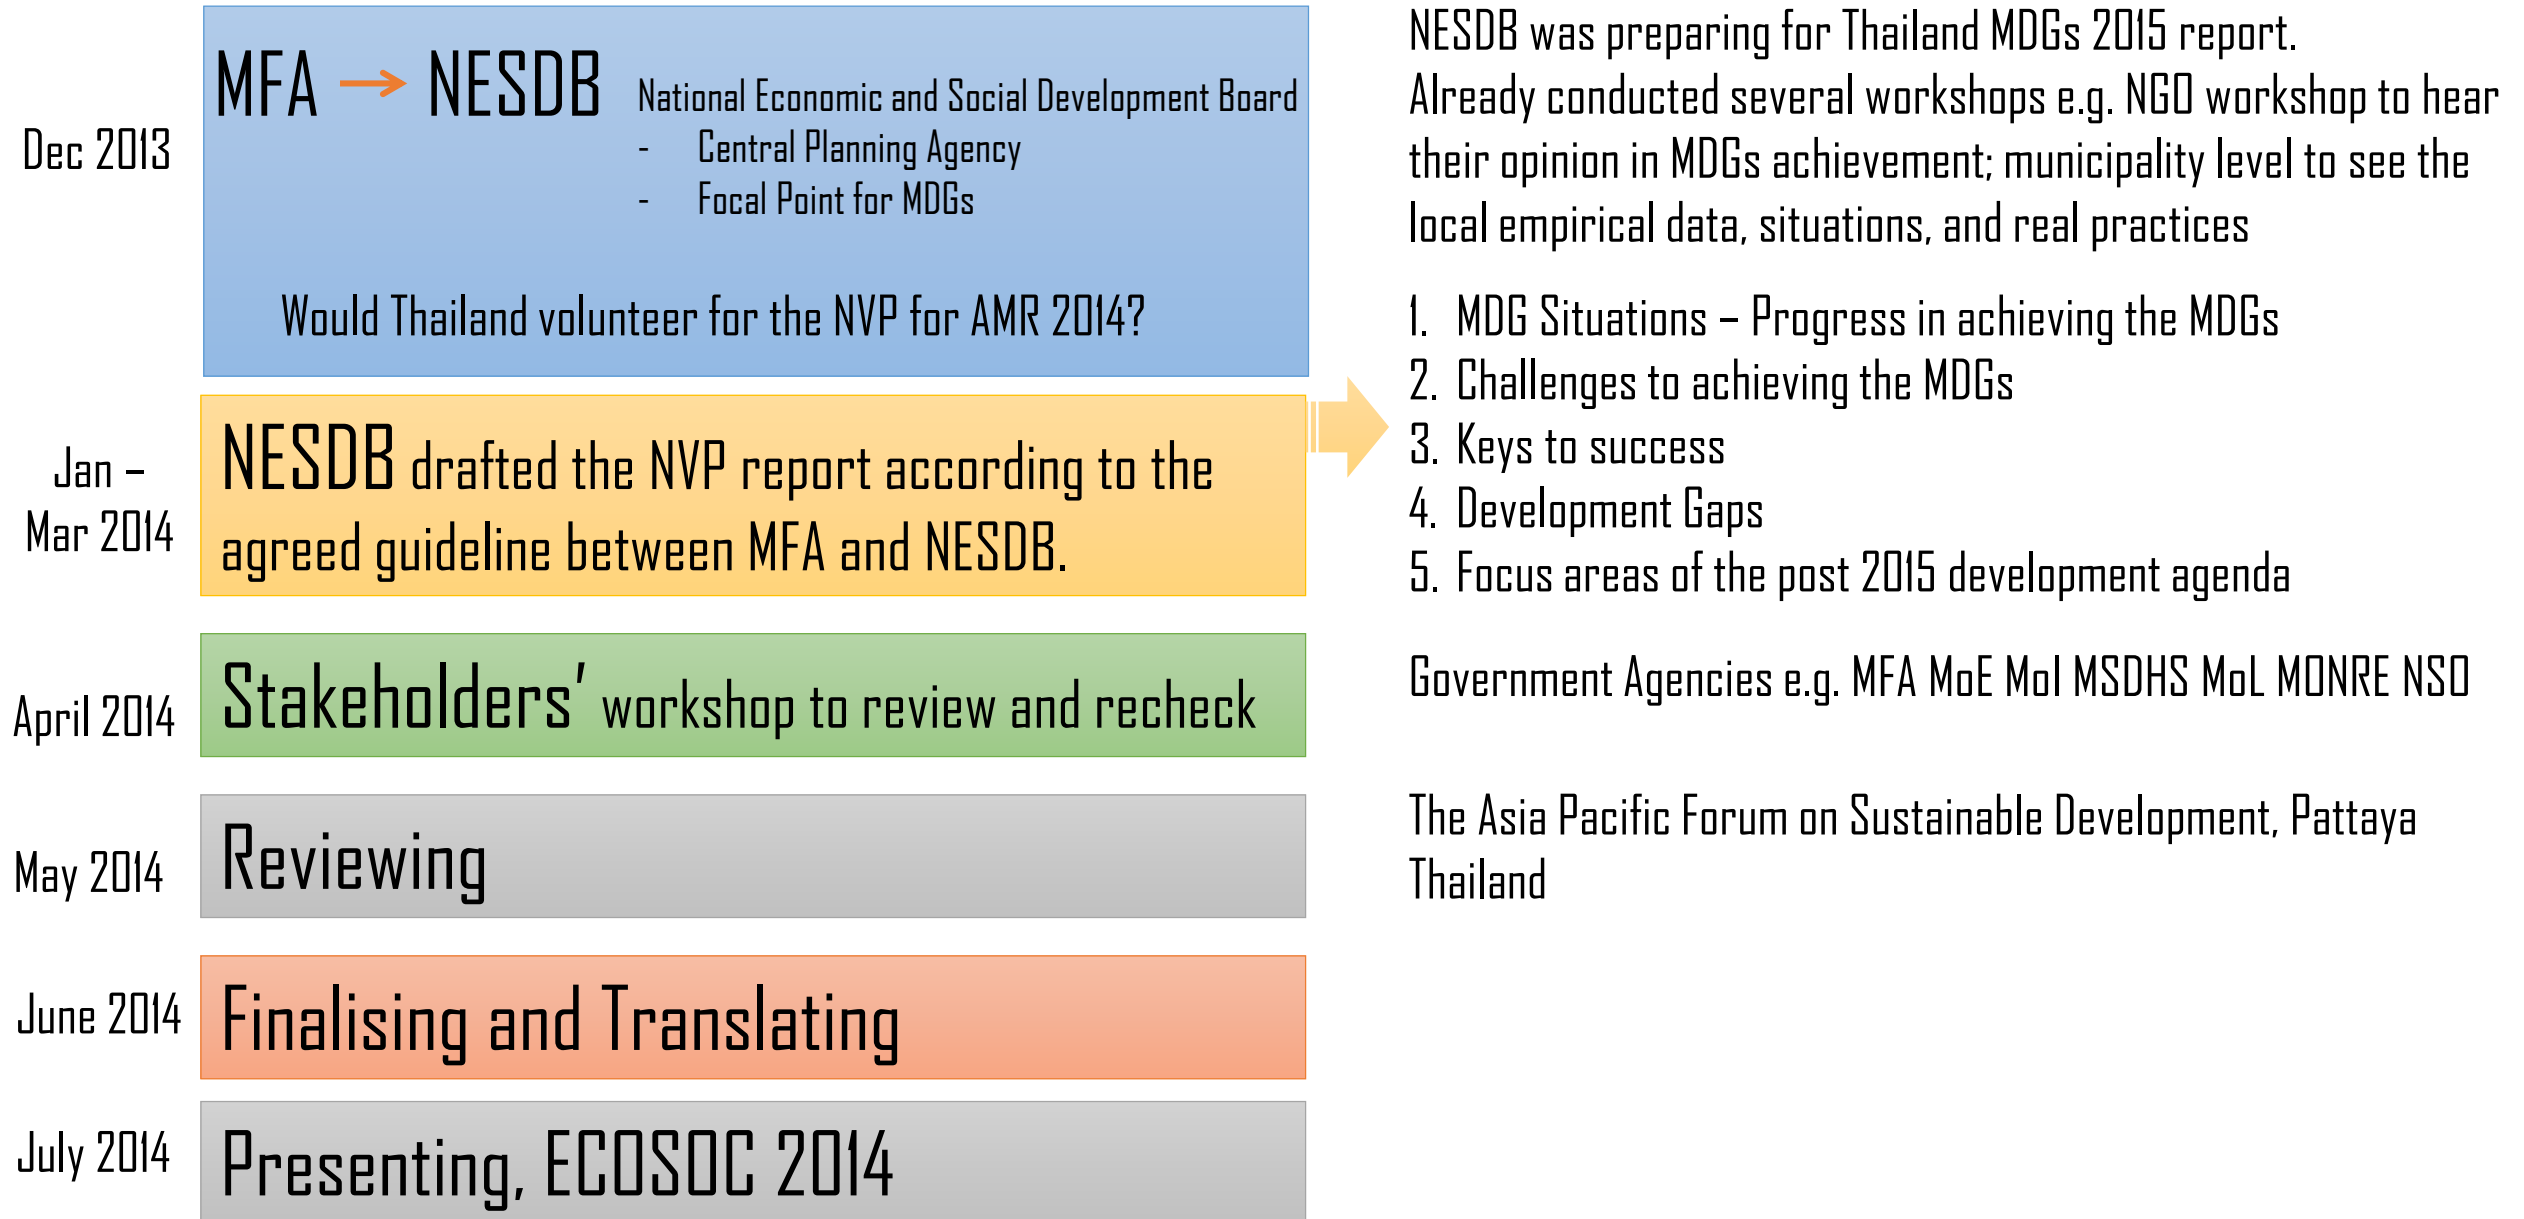 Dec 2013
MFA → NESDB National Economic and Social Development Board
- Central Planning Agency
- Focal Point for MDGs
Would Thailand volunteer for the NVP for AMR 2014?
NESDB was preparing for Thailand MDGs 2015 report.
Already conducted several workshops e.g. NGO workshop to hear
their opinion in MDGs achievement; municipality level to see the
local empirical data, situations, and real practices
Jan –
Mar 2014
NESDB drafted the NVP report according to the
agreed guideline between MFA and NESDB.
1. MDG Situations – Progress in achieving the MDGs
2. Challenges to achieving the MDGs
3. Keys to success
4. Development Gaps
5. Focus areas of the post 2015 development agenda
April 2014
Stakeholders’ workshop to review and recheck
Government Agencies e.g. MFA MoE MoI MSDHS MoL MONRE NSO
May 2014
Reviewing
The Asia Pacific Forum on Sustainable Development, Pattaya
Thailand
June 2014
Finalising and Translating
July 2014
Presenting, ECOSOC 2014